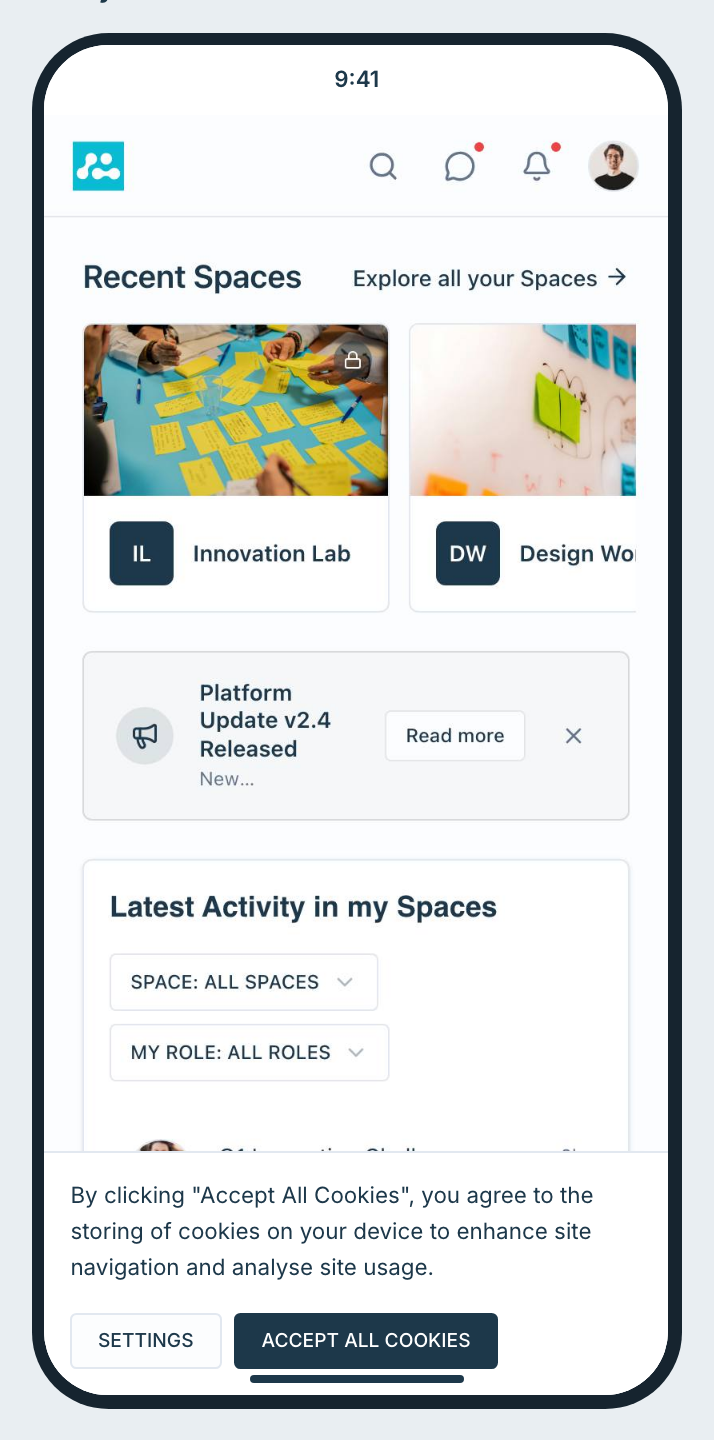 9:41
Recent Spaces
Explore all your Spaces →
IL
Innovation Lab
DW
Design Wor
Platform
Update v2.4
Released
New...
Read more
Latest Activity in my Spaces
SPACE: ALL SPACES
MY ROLE: ALL ROLES
By clicking "Accept All Cookies", you agree to the
storing of cookies on your device to enhance site
navigation and analyse site usage.
SETTINGS
ACCEPT ALL COOKIES